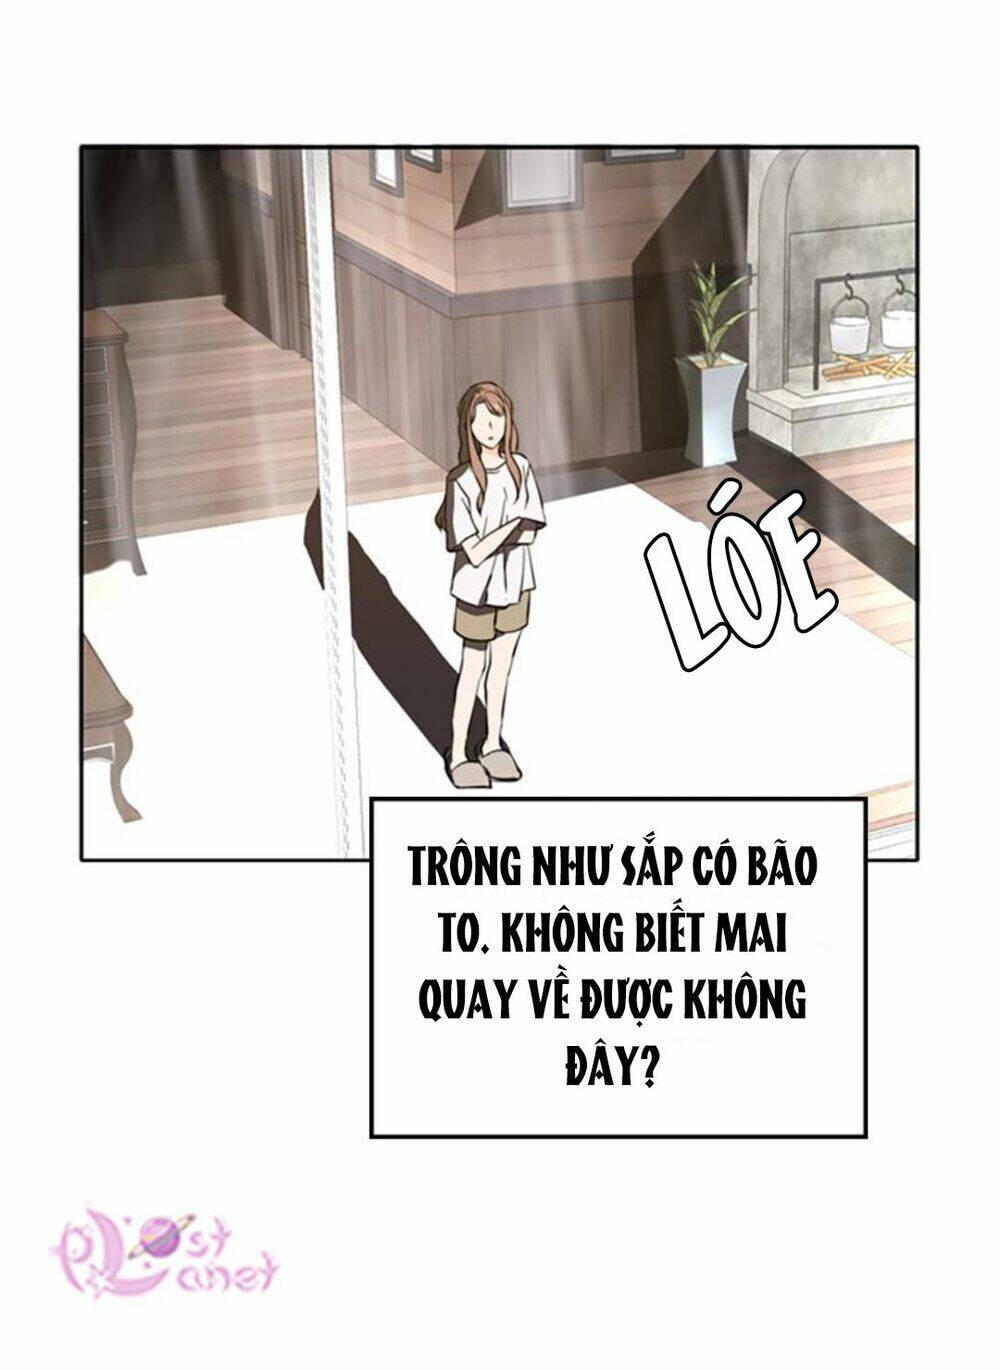 LÓE
TRÔNG NHƯ SẮP CÓ BÃO
TO. KHÔNG BIẾT MAI
QUAY VỀ ĐƯỢC KHÔNG
ĐÂY?
Lost
pLanet